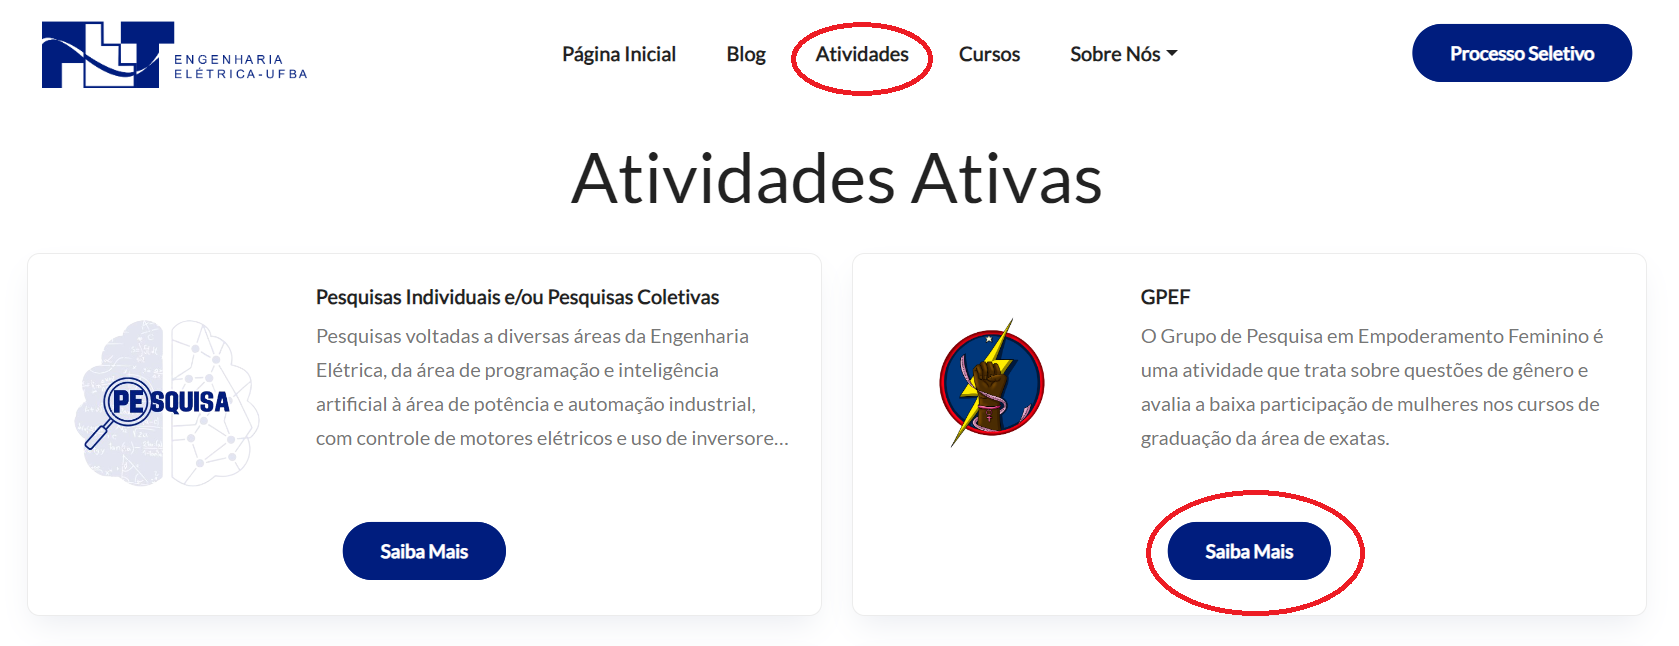 ENGENHARIA
ELÉTRICA-UFBA
Página Inicial
Blog
Atividades
Cursos
Sobre Nós
Processo Seletivo
Atividades Ativas
PESQUISA
Pesquisas Individuais e/ou Pesquisas Coletivas
Pesquisas voltadas a diversas áreas da Engenharia
Elétrica, da área de programação e inteligência
artificial à área de potência e automação industrial,
com controle de motores elétricos e uso de inversore...
Saiba Mais
GPEF
O Grupo de Pesquisa em Empoderamento Feminino é
uma atividade que trata sobre questões de gênero e
avalia a baixa participação de mulheres nos cursos de
graduação da área de exatas.
Saiba Mais